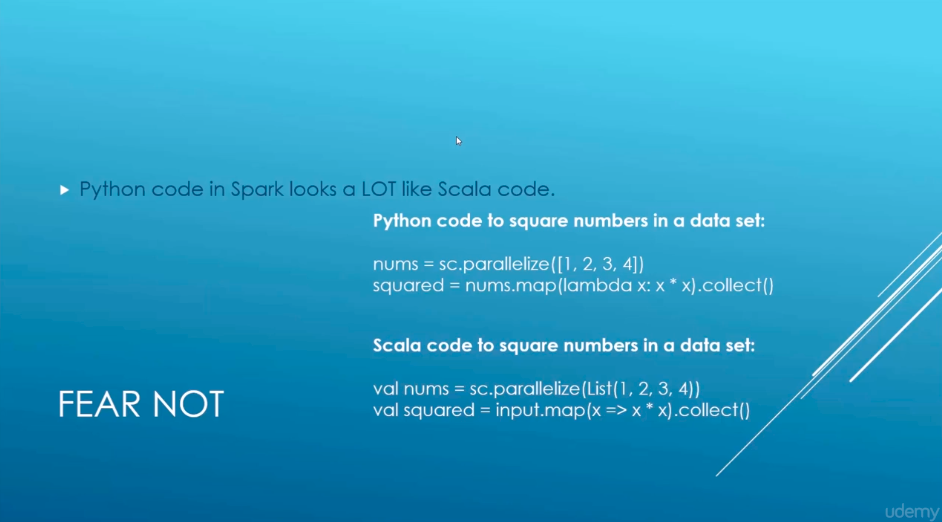 Python code in Spark looks a LOT like Scala code.
Python code to square numbers in a data set:
nums = sc.parallelize([1, 2, 3, 4])
squared = nums.map(lambda x: x * x).collect()
Scala code to square numbers in a data set:
val nums = sc.parallelize(List(1, 2, 3, 4))
val squared = input.map(x => x * x).collect()
FEAR NOT
udemy